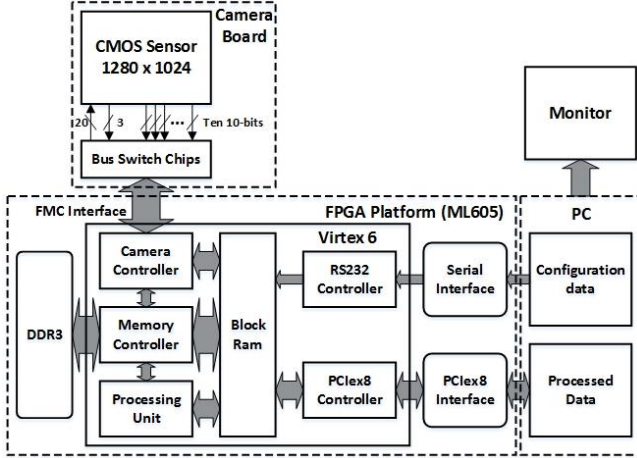 Camera
Board
CMOS Sensor
1280 x 1024
20
3
Ten 10-bits
Bus Switch Chips
Monitor
FMC Interface
FPGA Platform (ML605)
PC
Virtex 6
Camera
Controller
RS232
Controller
Serial
Interface
Configuration
data
DDR3
Memory
Controller
Block
Ram
Processing
Unit
PCIex8
Controller
PCIex8
Interface
Processed
Data